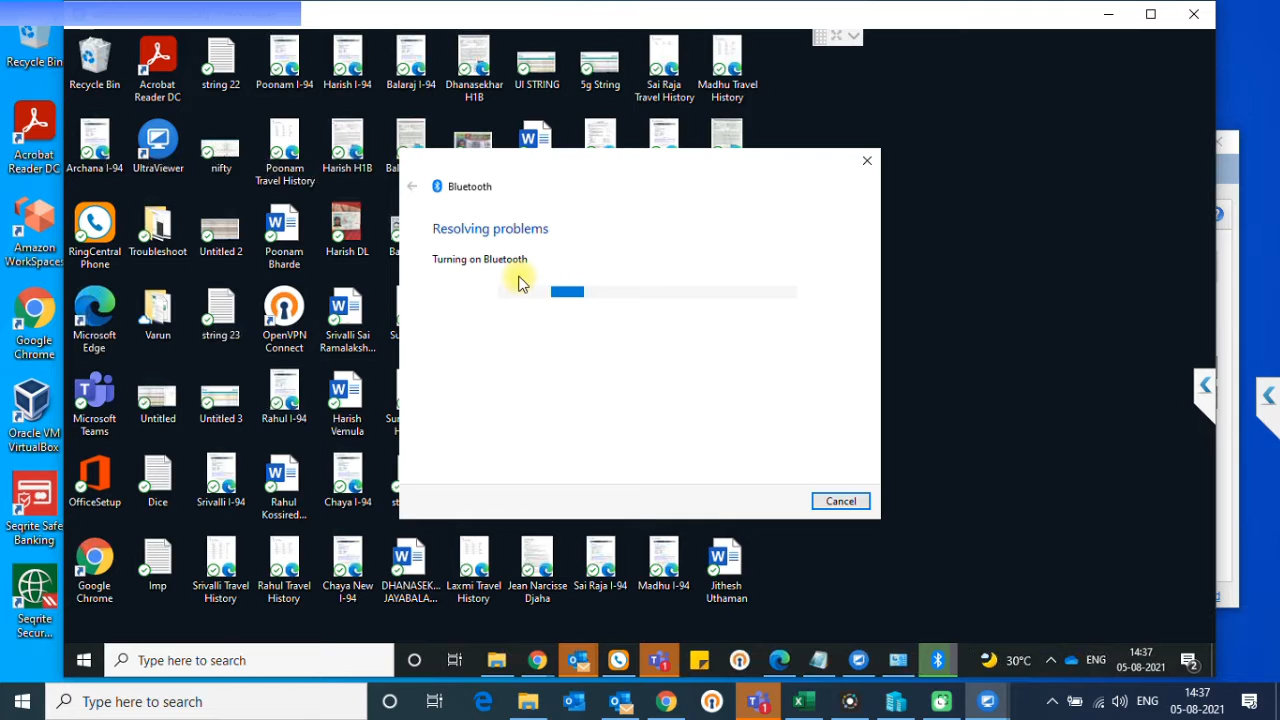 Recycle Bin
Acrobat
Reader DC
Amazon
WorkSpaces
Google
Chrome
Oracle VM
VirtualBox
Seqrite Safe
Banking
Seqrite
Secur...
Recycle Bin
Acrobat
Reader DC
string 22
Poonam I-94
Harish I-94
Balaraj I-94
Dhanasekhar
H1B
UI STRING
5g String
Sai Raja
Travel History
Madhu Travel
History
Archana I-94
UltraViewer
nifty
Poonam
Travel History
Harish H1B
RingCentral
Phone
Troubleshoot
Untitled 2
Poonam
Bharde
Harish DL
Microsoft
Edge
Varun
string 23
OpenVPN
Connect
Srivalli Sai
Ramalaksh...
Microsoft
Teams
Untitled
Untitled 3
Rahul I-94
Harish
Vemula
OfficeSetup
Dice
Srivalli I-94
Rahul
Kossired...
Chaya I-94
Google
Chrome
Imp
Srivalli Travel
History
Rahul Travel
History
Chaya New
I-94
DHANASEK...
JAYABALA...
Laxmi Travel
History
Jean Narcisse
Djaha
Sai Raja I-94
Madhu I-94
Jithesh
Uthaman
Bluetooth
Resolving problems
Turning on Bluetooth
Cancel
Type here to search
30°C
ENG
14:37
05-08-2021
2
Type here to search
ENG
14:37
05-08-2021